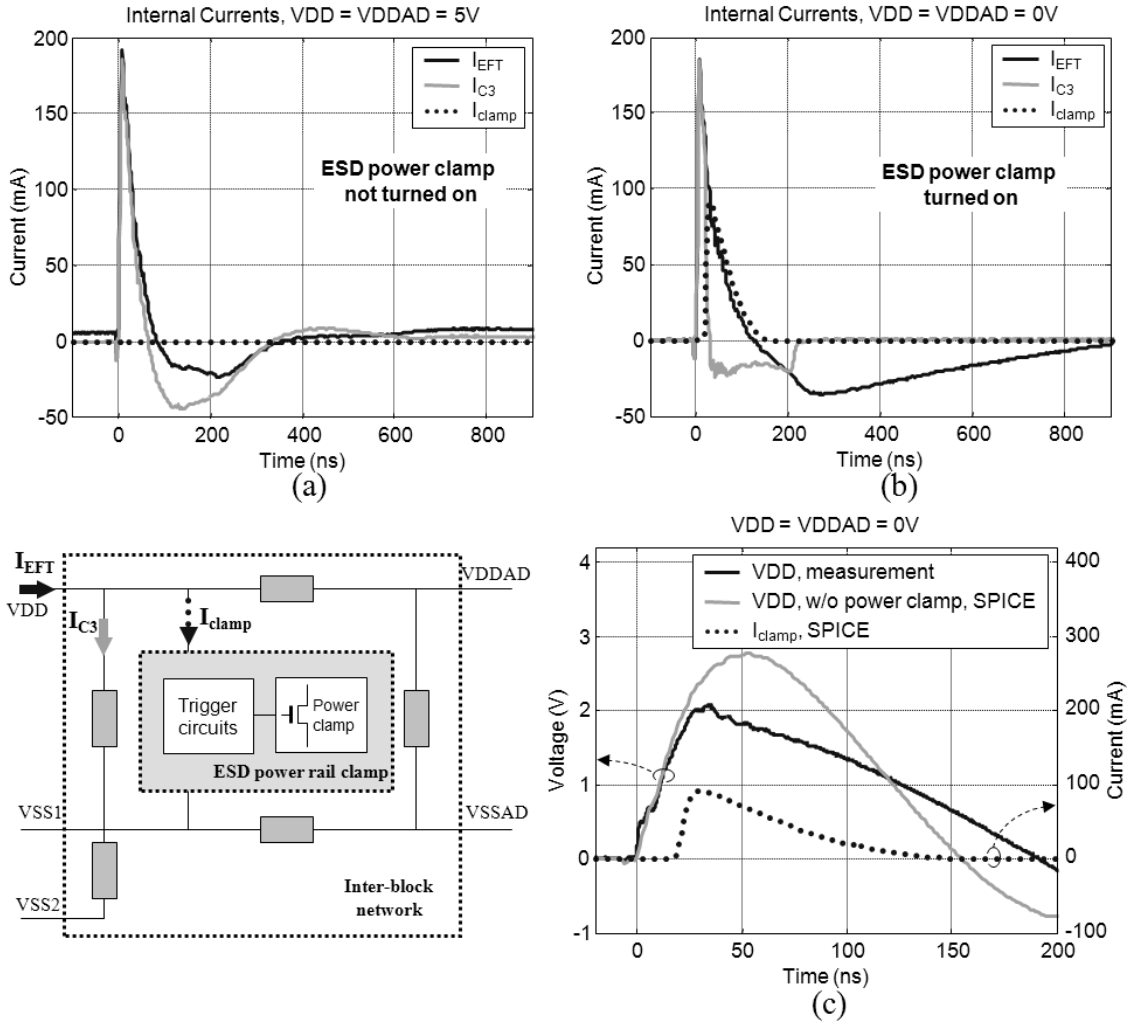 Internal Currents, VDD = VDDAD = 5V
200
150
100
50
0
-50
Current (mA)
I_EFT
I_C3
I_clamp
ESD power clamp
not turned on
0 200 400 600 800
Time (ns)
(a)
Internal Currents, VDD = VDDAD = 0V
200
150
100
50
0
-50
Current (mA)
I_EFT
I_C3
I_clamp
ESD power clamp
turned on
0 200 400 600 800
Time (ns)
(b)
I_EFT
VDD
VDDAD
I_C3
I_clamp
Trigger
circuits
Power
clamp
ESD power rail clamp
VSS1
VSSAD
VSS2
Inter-block
network
VDD = VDDAD = 0V
4
3
2
1
0
-1
Voltage (V)
VDD, measurement
VDD, w/o power clamp, SPICE
I_clamp, SPICE
400
300
200
100
0
-100
Current (mA)
0 50 100 150 200
Time (ns)
(c)